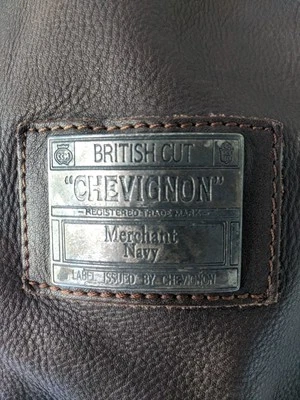 BRITISH CUT
"CHEVIGNON"
REGISTERED TRADE MARK
Merchant
Navy
LABEL ISSUED BY CHEVIGNON